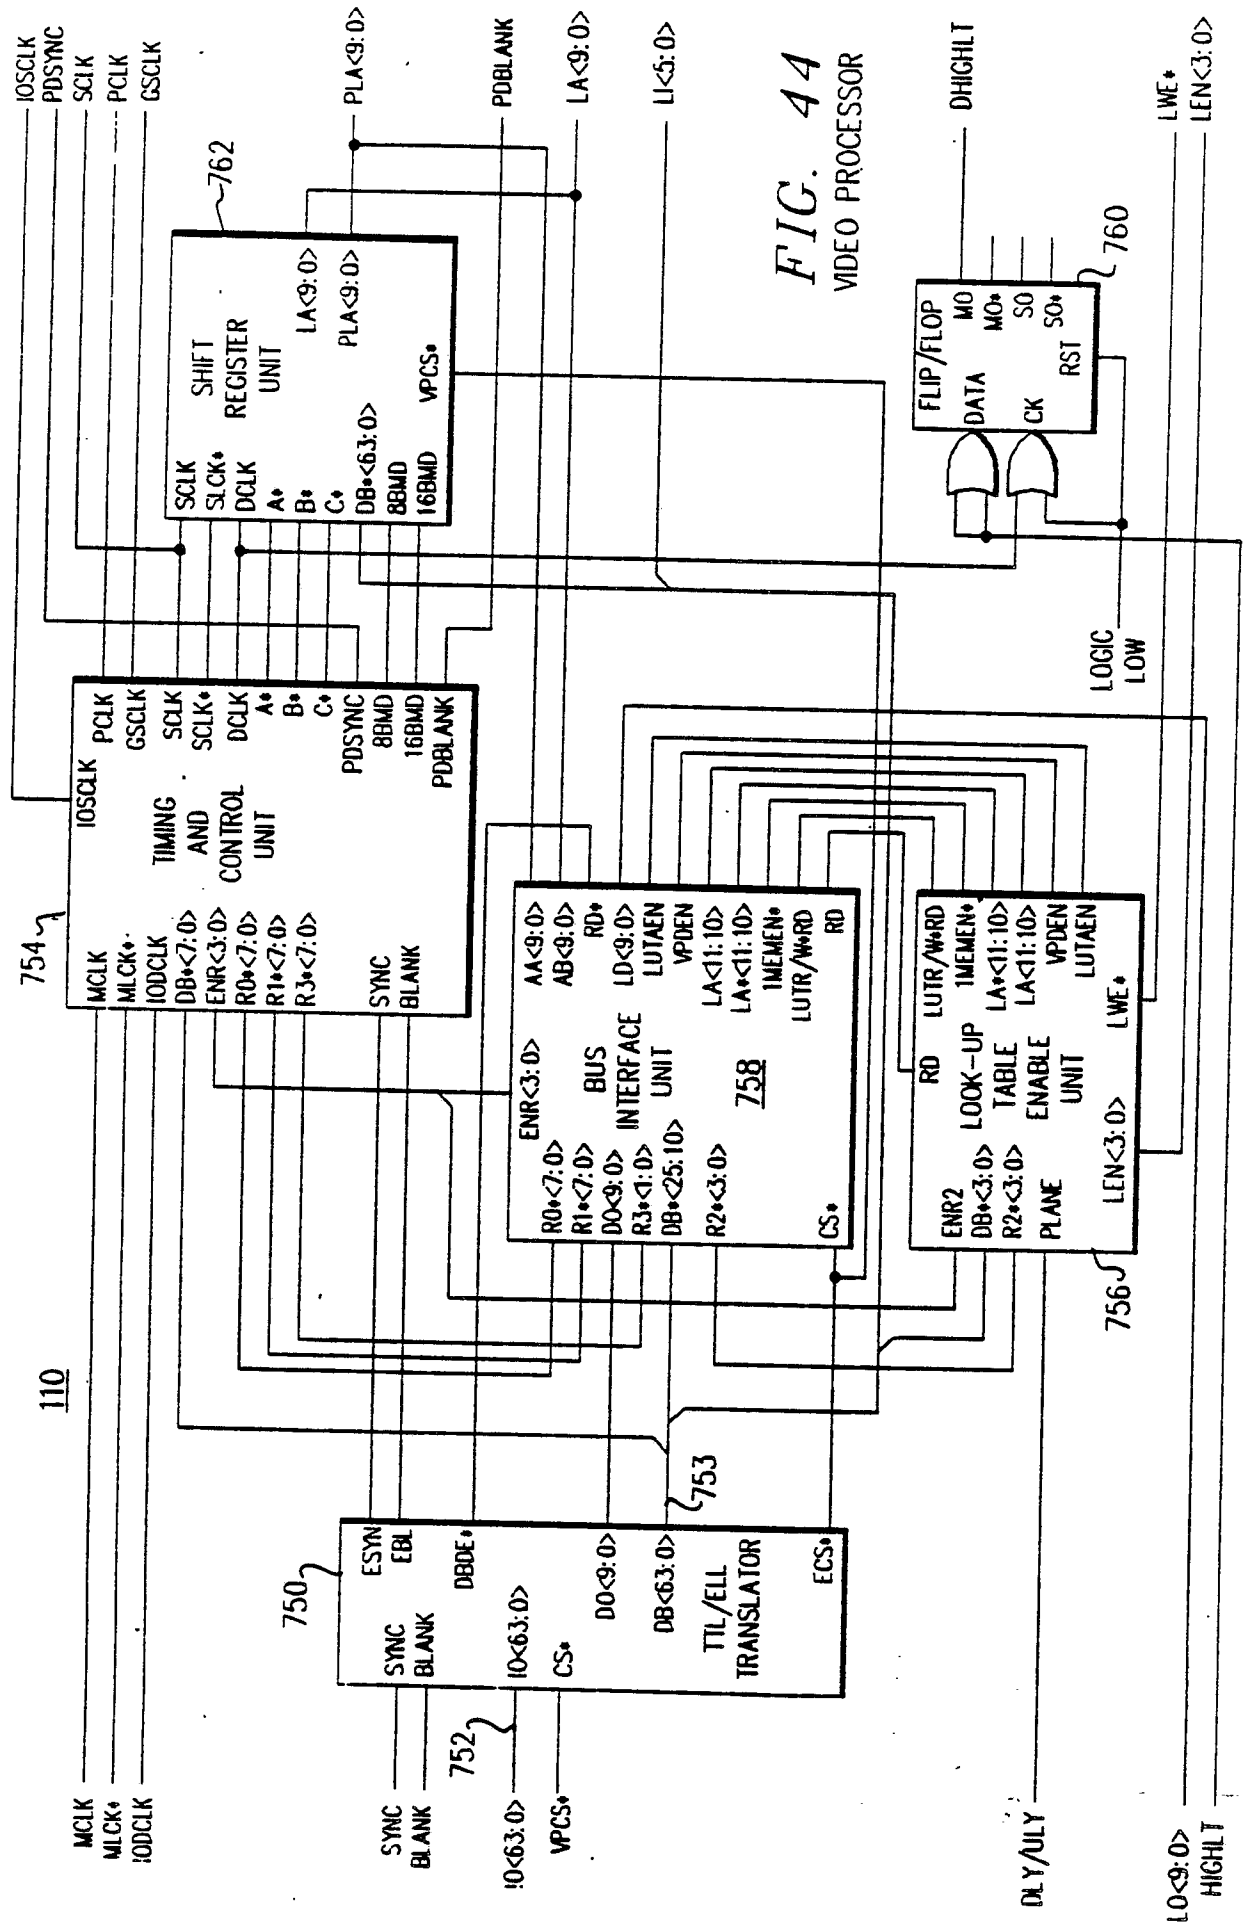 110
FIG. 44
VIDEO PROCESSOR
MCLK
MLCK*
IODCLK
SYNC
BLANK
IO<63:0>
VPCS*
DLY/ULY
LO<9:0>
HIGHLT
750
752
753
SYNC
BLANK
IO<63:0>
CS*
ESYN
EBL
DBDE*
DO<9:0>
DB<63:0>
TTL/ELL
TRANSLATOR
ECS*
754
MCLK
MLCK*
IODCLK
DB*<7:0>
ENR<3:0>
R0*<7:0>
R1*<7:0>
R3*<7:0>
SYNC
BLANK
TIMING
AND
CONTROL
UNIT
IOSCLK
PCLK
GSCLK
SCLK
SCLK*
DCLK
A*
B*
C*
PDSYNC
8BMD
16BMD
PDBLANK
ENR<3:0>
R0*<7:0>
R1*<7:0>
DO<9:0>
R3*<1:0>
DB*<25:10>
R2*<3:0>
CS*
BUS
INTERFACE
UNIT
758
AA<9:0>
AB<9:0>
RD*
LD<9:0>
LUTAEN
VPDEN
LA<11:10>
LA*<11:10>
1MEMEN*
LUTR/W*RD
RD
756
ENR2
DB*<3:0>
R2*<3:0>
PLANE
LEN<3:0>
RD
LOOK-UP
TABLE
ENABLE
UNIT
LWE*
LUTR/W*RD
1MEMEN*
LA*<11:10>
LA<11:10>
VPDEN
LUTAEN
762
SCLK
SLCK*
DCLK
A*
B*
C*
DB*<63:0>
8BMD
16BMD
SHIFT
REGISTER
UNIT
LA<9:0>
PLA<9:0>
VPCS*
LOGIC
LOW
FLIP/FLOP
DATA
CK
MO
MO*
SO
SO*
RST
760
IOSCLK
PDSYNC
SCLK
PCLK
GSCLK
PLA<9:0>
PDBLANK
LA<9:0>
LI<5:0>
DHIGHLT
LWE*
LEN<3:0>